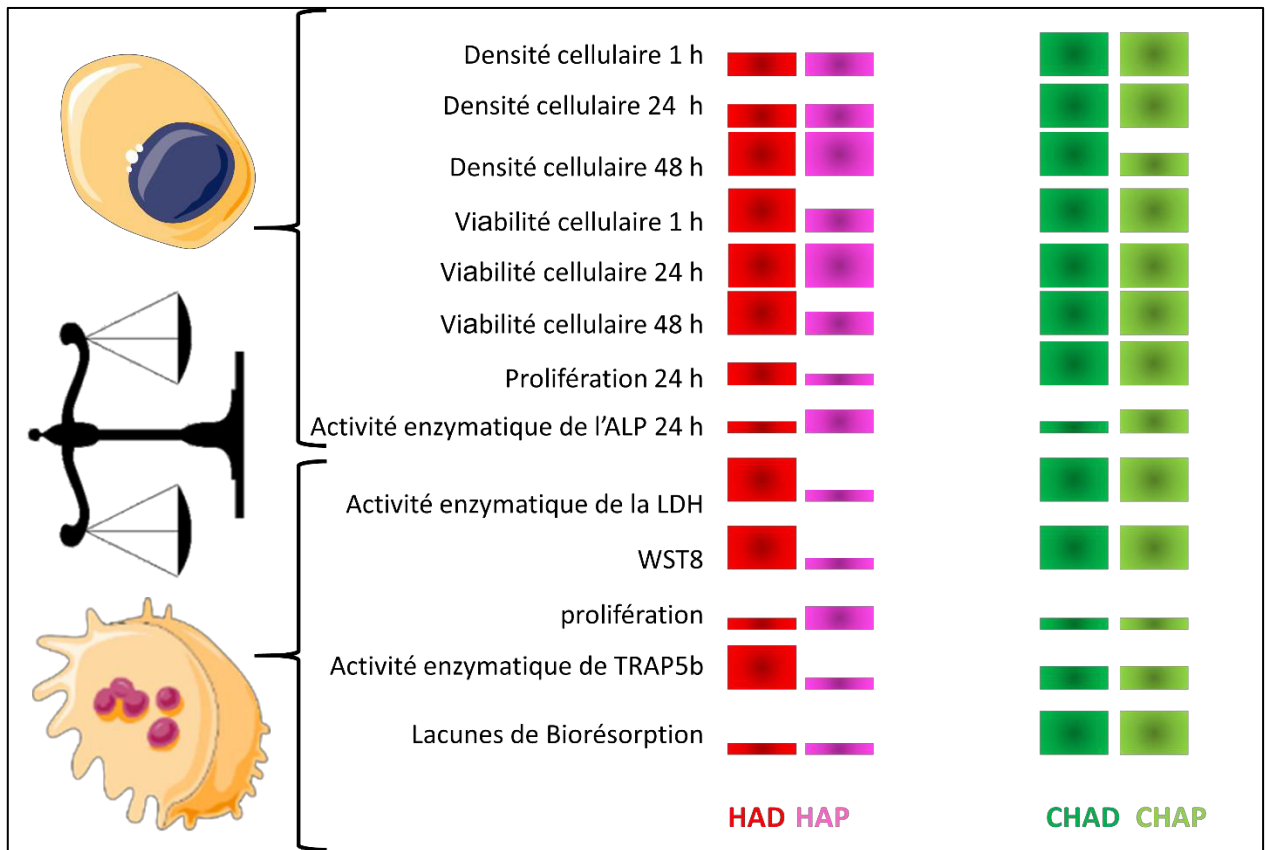 Densité cellulaire 1 h
Densité cellulaire 24 h
Densité cellulaire 48 h
Viabilité cellulaire 1 h
Viabilité cellulaire 24 h
Viabilité cellulaire 48 h
Prolifération 24 h
Activité enzymatique de l’ALP 24 h
Activité enzymatique de la LDH
WST8
prolifération
Activité enzymatique de TRAP5b
Lacunes de Biorésorption
HAD HAP CHAD CHAP